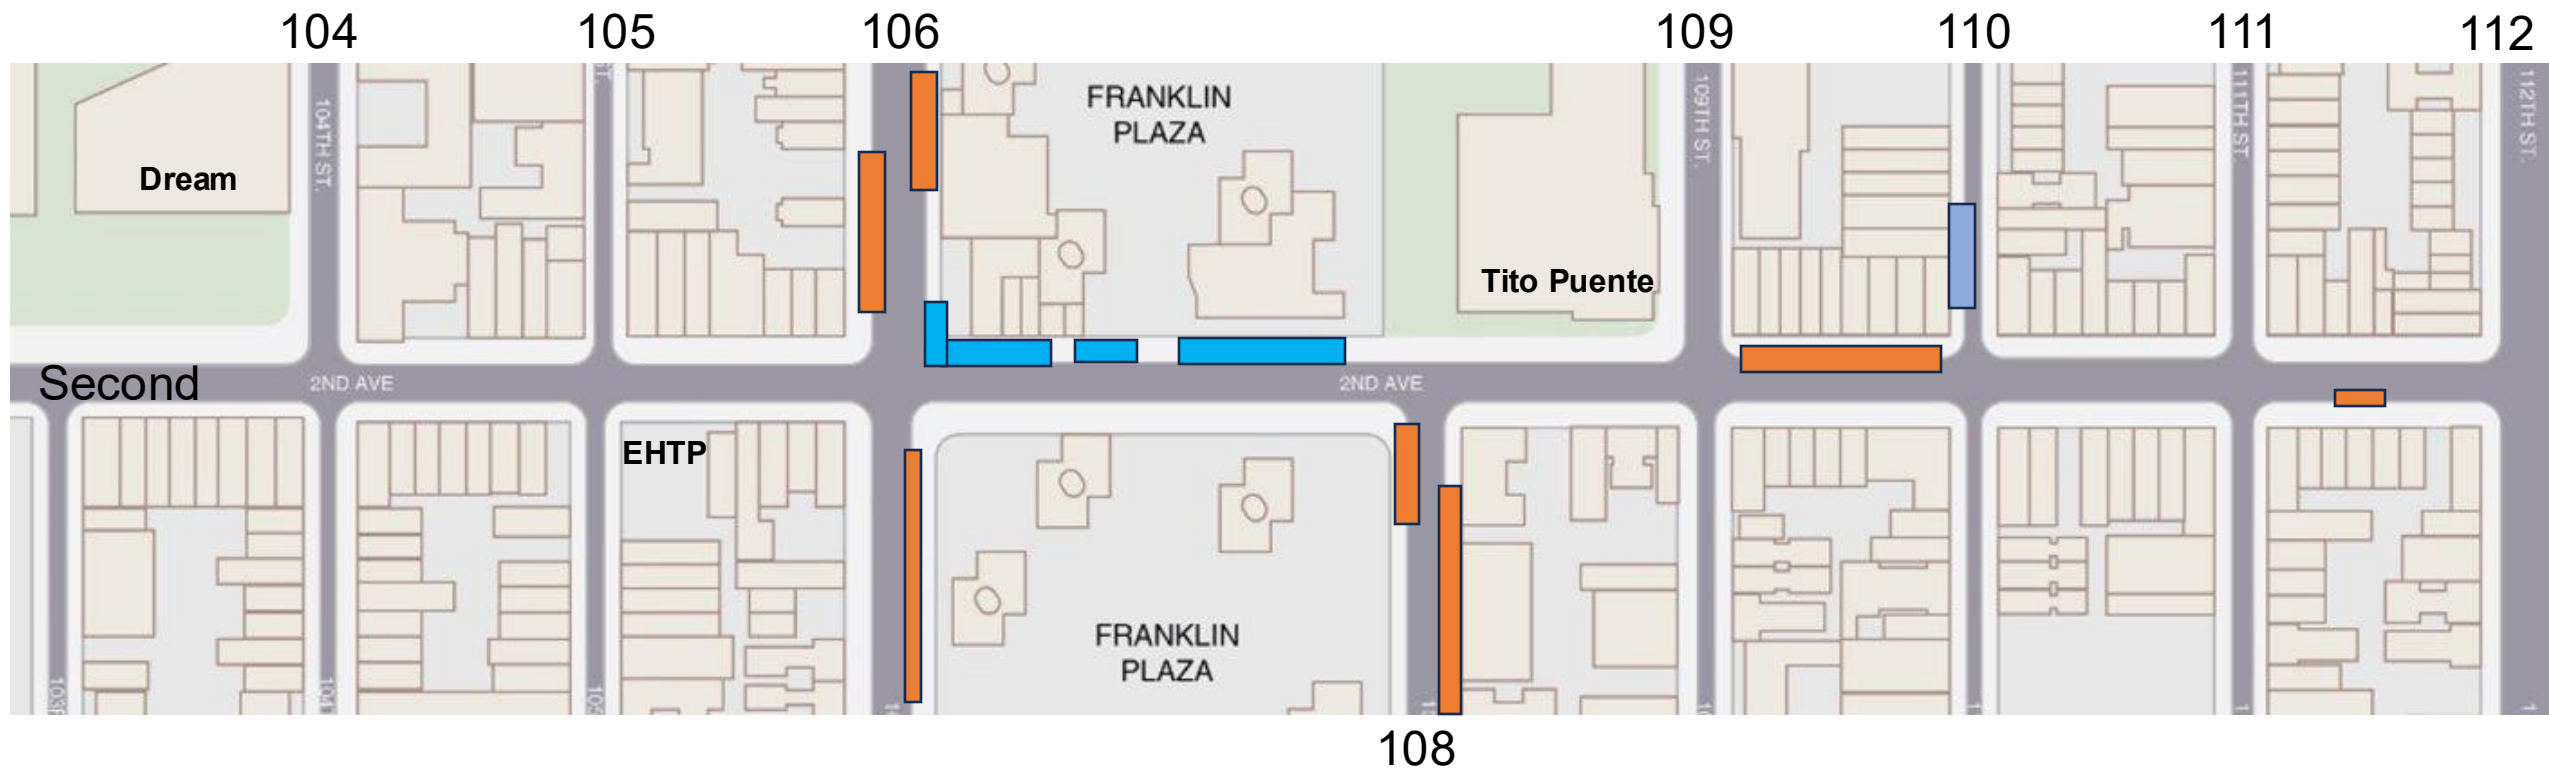 104 105 106 109 110 111 112
FRANKLIN
PLAZA
104TH ST.
109TH ST.
111TH ST.
112TH ST.
Dream
Tito Puente
Second
2ND AVE
2ND AVE
EHTP
FRANKLIN
PLAZA
108